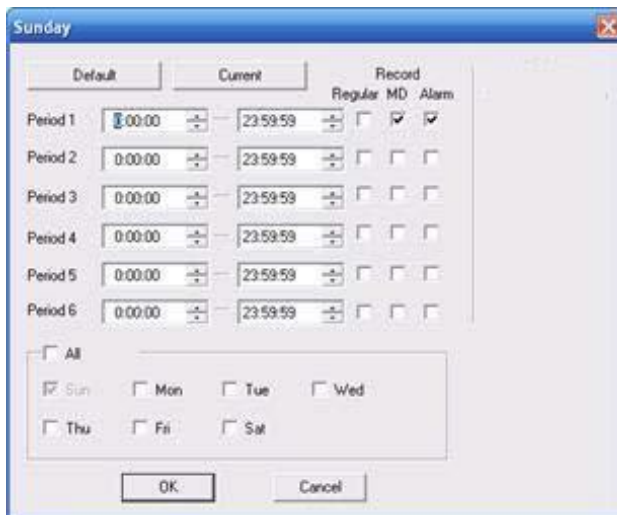 Sunday
Default Current Record
Regular MD Alarm
Period 1 0:00:00 23:59:59
Period 2 0:00:00 23:59:59
Period 3 0:00:00 23:59:59
Period 4 0:00:00 23:59:59
Period 5 0:00:00 23:59:59
Period 6 0:00:00 23:59:59
All
Sun Mon Tue Wed
Thu Fri Sat
OK Cancel